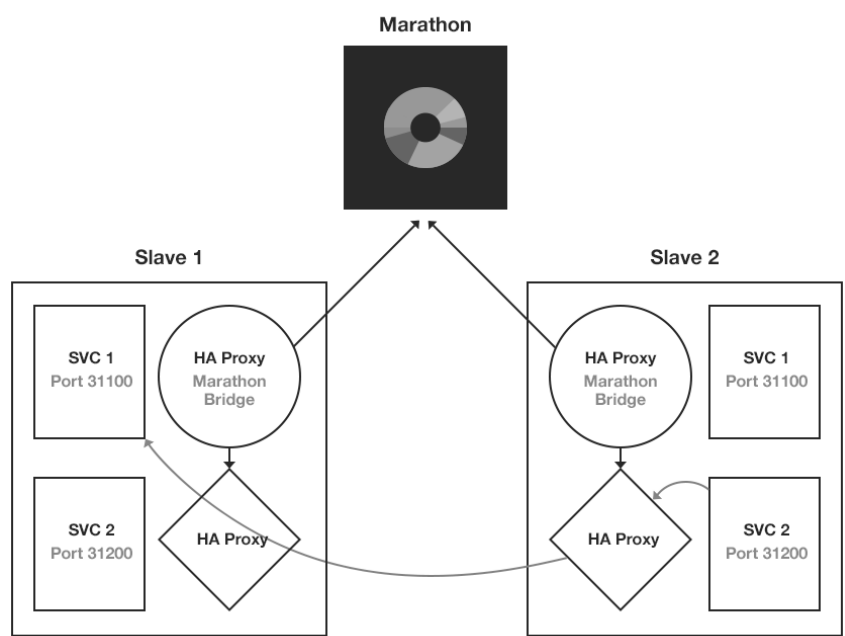 Marathon
Slave 1
SVC 1
Port 31100
HA Proxy
Marathon
Bridge
SVC 2
Port 31200
HA Proxy
Slave 2
HA Proxy
Marathon
Bridge
SVC 1
Port 31100
HA Proxy
SVC 2
Port 31200